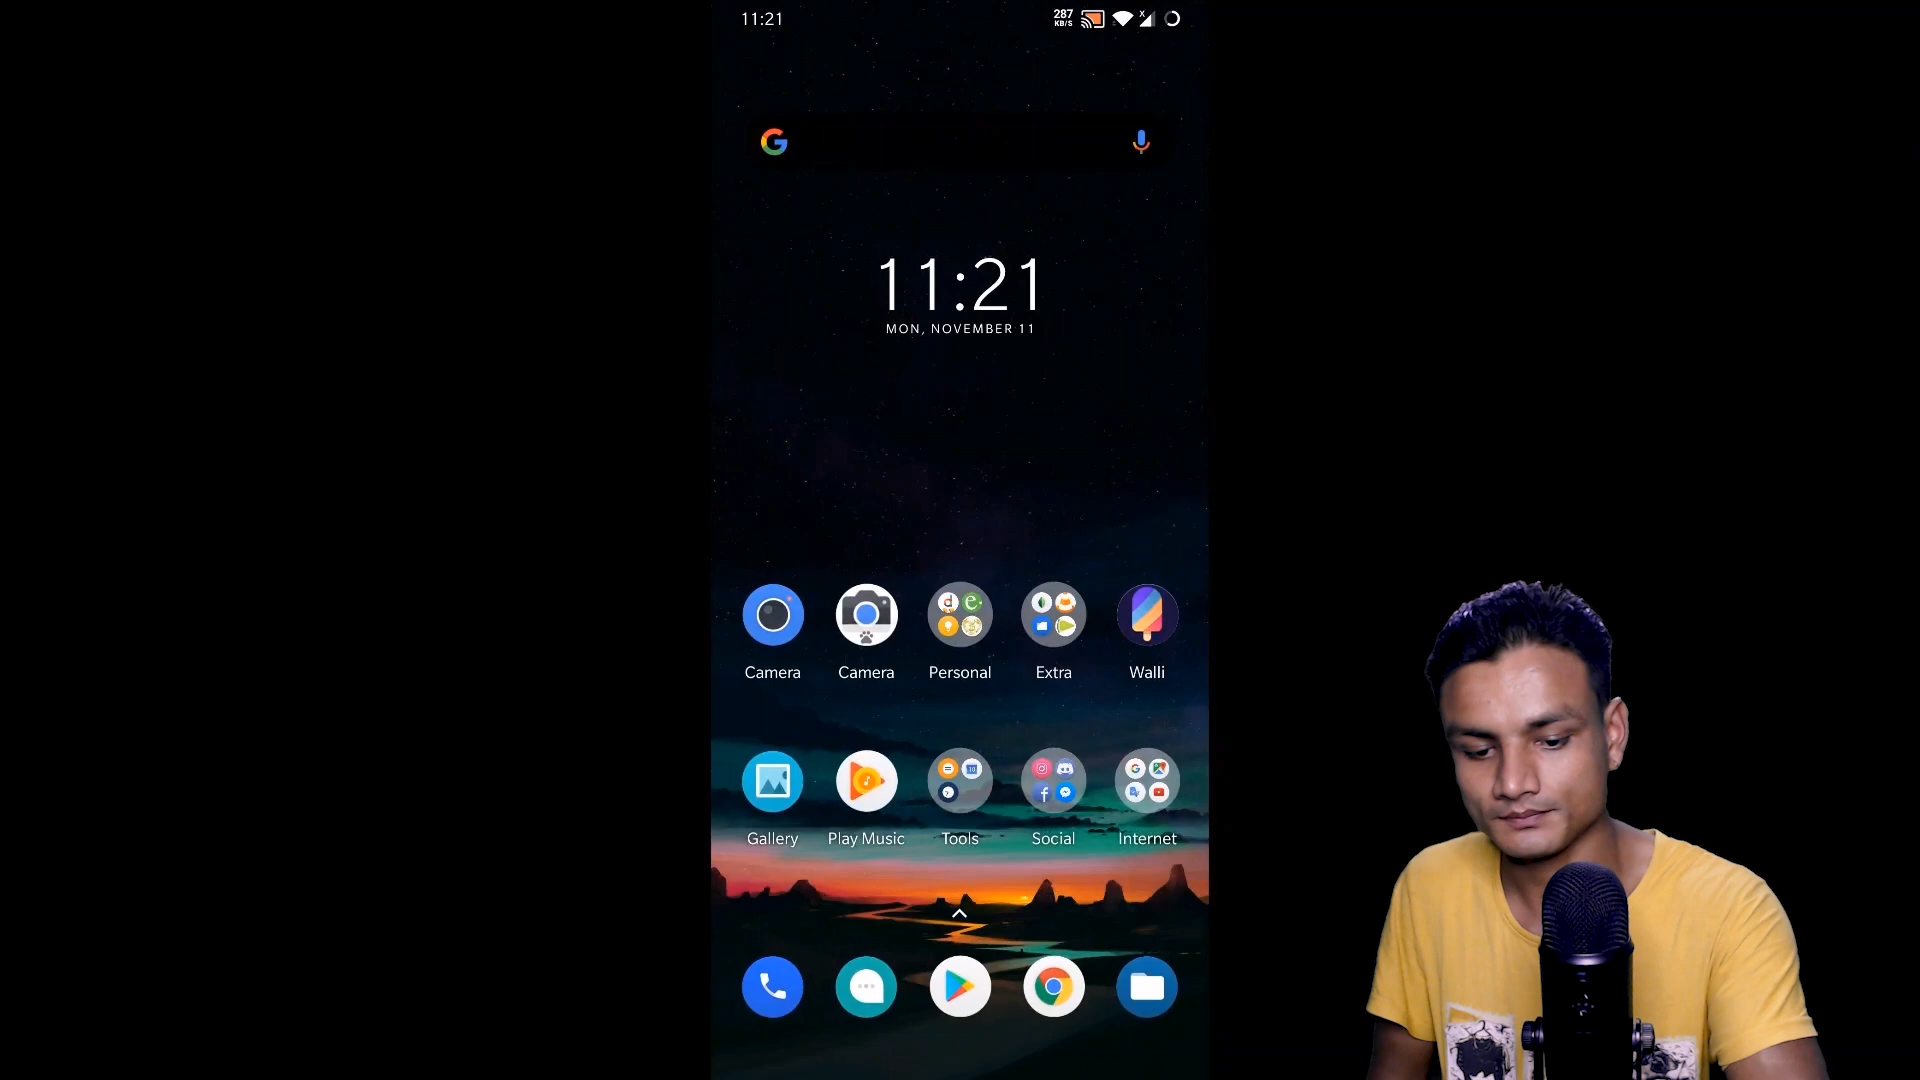 11:21
287
KB/S
X
11:21
MON, NOVEMBER 11
Camera Camera Personal Extra Walli
Gallery Play Music Tools Social Internet